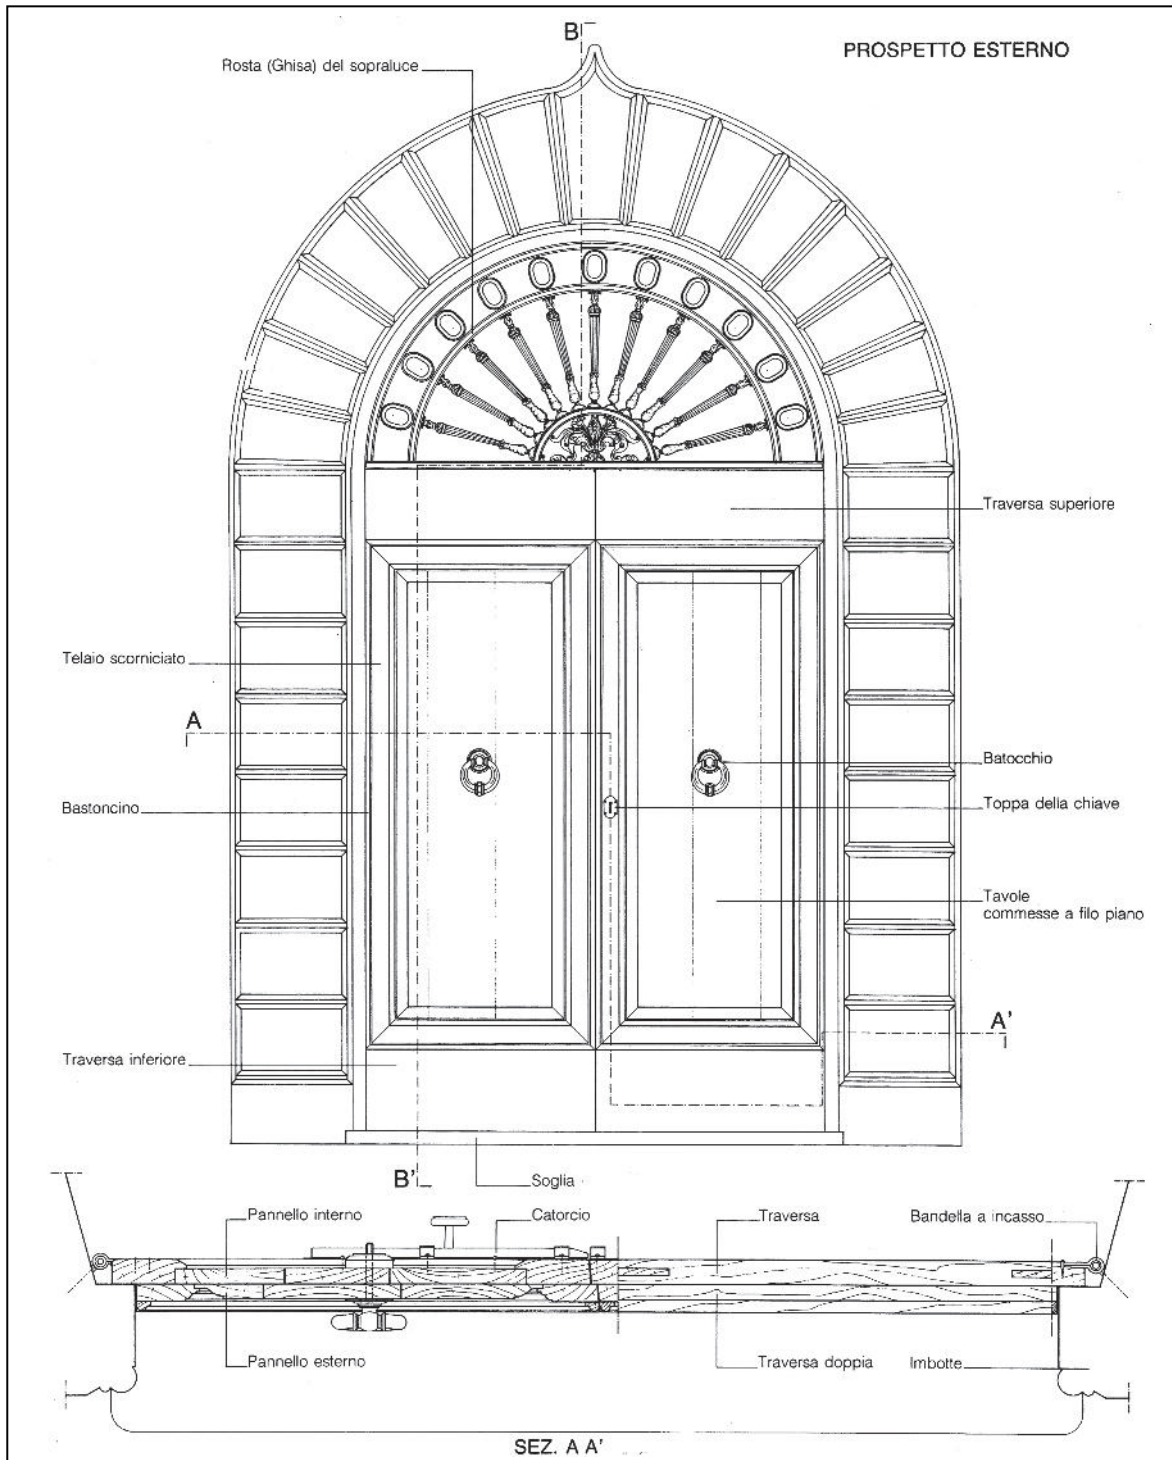 B
PROSPETTO ESTERNO
Rosta (Ghisa) del sopraluce
Traversa superiore
Telaio scorniciato
A
Batocchio
Bastoncino
Toppa della chiave
Tavole
commesse a filo piano
A'
Traversa inferiore
B'
Soglia
Pannello interno
Catorcio
Traversa
Bandella a incasso
Pannello esterno
Traversa doppia
Imbotte
SEZ. A A'